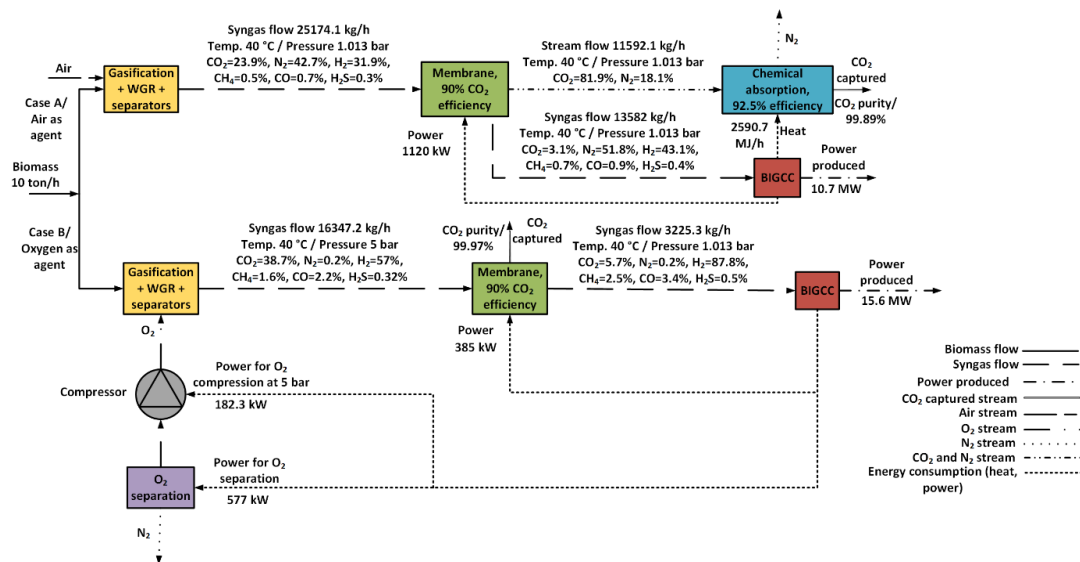 Syngas flow 25174.1 kg/h
Temp. 40 °C / Pressure 1.013 bar
CO₂=23.9%, N₂=42.7%, H₂=31.9%,
CH₄=0.5%, CO=0.7%, H₂S=0.3%
Stream flow 11592.1 kg/h
Temp. 40 °C / Pressure 1.013 bar
CO₂=81.9%, N₂=18.1%
N₂
Air
Gasification
+ WGR +
separators
Membrane,
90% CO₂
efficiency
Chemical
absorption,
92.5% efficiency
CO₂
captured
CO₂ purity/
99.89%
Case A/
Air as
agent
Power
1120 kW
Syngas flow 13582 kg/h
Temp. 40 °C / Pressure 1.013 bar
CO₂=3.1%, N₂=51.8%, H₂=43.1%,
CH₄=0.7%, CO=0.9%, H₂S=0.4%
2590.7
MJ/h
Heat
Power
produced
10.7 MW
BIGCC
Biomass
10 ton/h
Case B/
Oxygen as
agent
Syngas flow 16347.2 kg/h
Temp. 40 °C / Pressure 5 bar
CO₂=38.7%, N₂=0.2%, H₂=57%,
CH₄=1.6%, CO=2.2%, H₂S=0.32%
CO₂ purity/
99.97%
CO₂
captured
Syngas flow 3225.3 kg/h
Temp. 40 °C / Pressure 1.013 bar
CO₂=5.7%, N₂=0.2%, H₂=87.8%,
CH₄=2.5%, CO=3.4%, H₂S=0.5%
Gasification
+ WGR +
separators
Membrane,
90% CO₂
efficiency
BIGCC
Power
produced
15.6 MW
O₂
Power
385 kW
Compressor
Power for O₂
compression at 5 bar
182.3 kW
O₂
separation
Power for O₂
separation
577 kW
N₂
Biomass flow
Syngas flow
Power produced
CO₂ captured stream
Air stream
O₂ stream
N₂ stream
CO₂ and N₂ stream
Energy consumption (heat,
power)